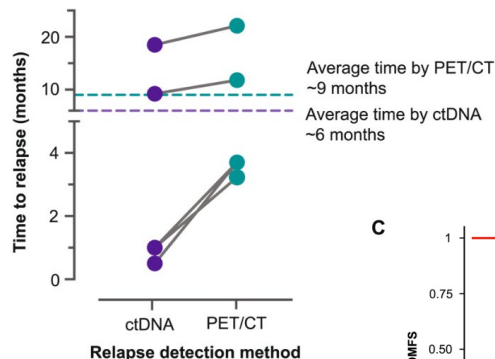 20
10
4
2
0
Time to relapse (months)
ctDNA
PET/CT
Relapse detection method
Average time by PET/CT
~9 months
Average time by ctDNA
~6 months
C
1
0.75
0.50
DMFS